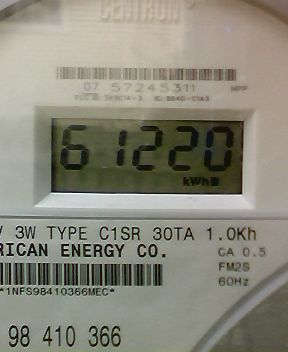 CENTRON
07 57245311
61220
kWh
V 3W TYPE C1SR 30TA 1.0Kh
RICAN ENERGY CO.
CA 0.5
FM2S
60Hz
*1NFS98410366MEC*
98 410 366